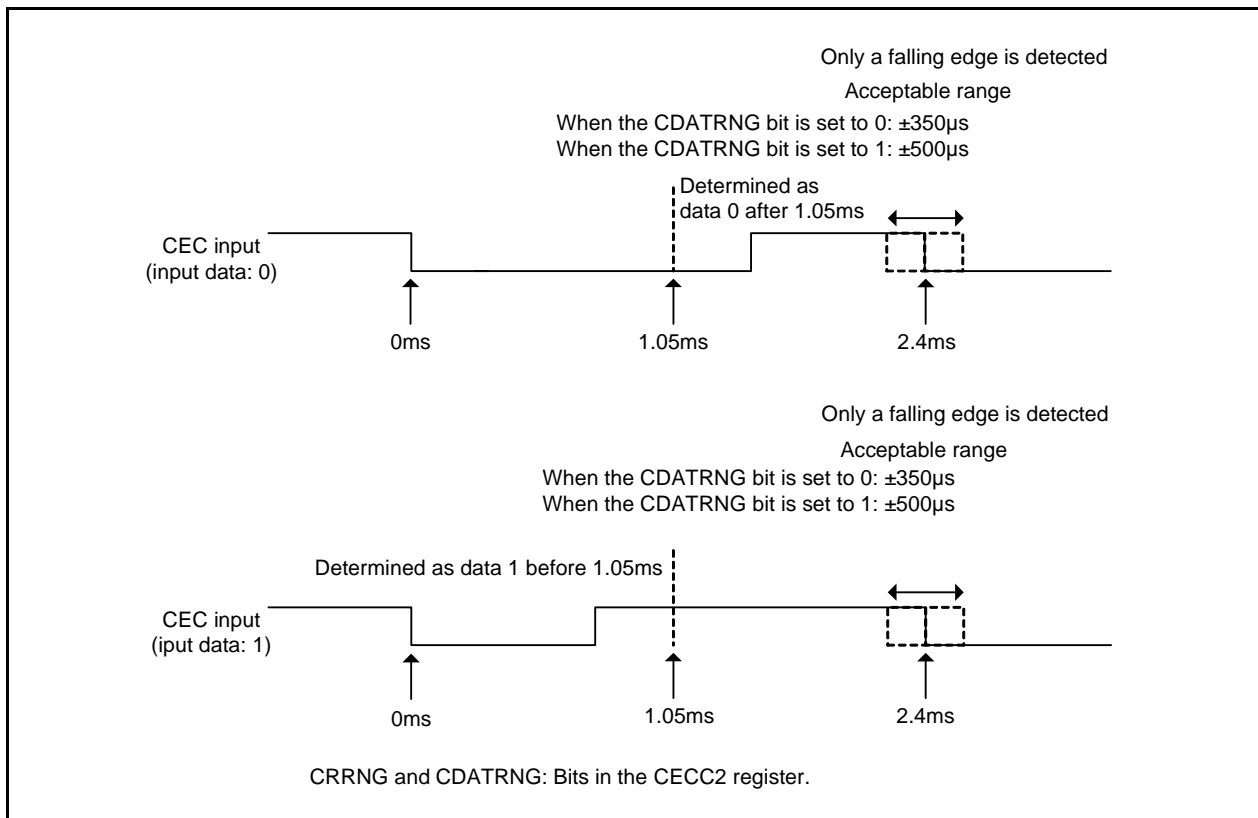 Only a falling edge is detected
Acceptable range
When the CDATRNG bit is set to 0: ±350µs
When the CDATRNG bit is set to 1: ±500µs
Determined as
data 0 after 1.05ms
CEC input
(input data: 0)
0ms
1.05ms
2.4ms
Only a falling edge is detected
Acceptable range
When the CDATRNG bit is set to 0: ±350µs
When the CDATRNG bit is set to 1: ±500µs
Determined as data 1 before 1.05ms
CEC input
(iput data: 1)
0ms
1.05ms
2.4ms
CRRNG and CDATRNG: Bits in the CECC2 register.